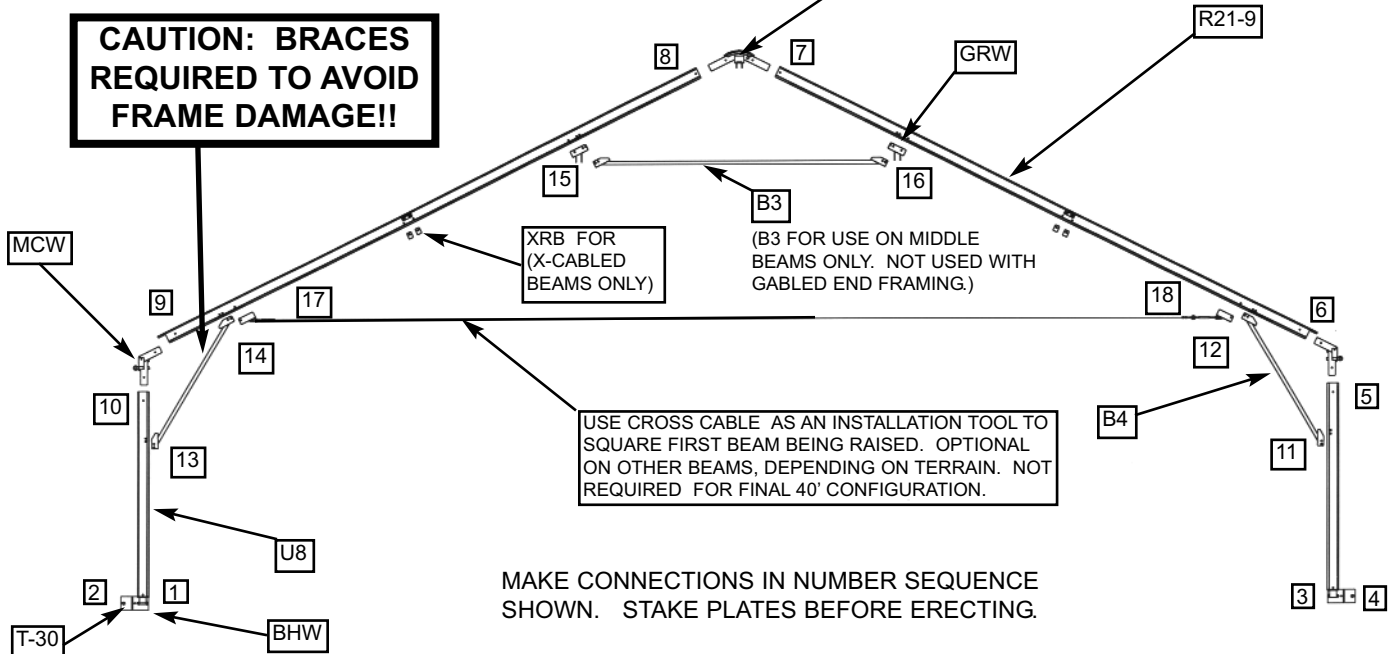 CAUTION: BRACES
REQUIRED TO AVOID
FRAME DAMAGE!!
R21-9
8
7
GRW
15
16
B3
MCW
XRB FOR
(X-CABLED
BEAMS ONLY)
(B3 FOR USE ON MIDDLE
BEAMS ONLY. NOT USED WITH
GABLED END FRAMING.)
9
17
18
6
14
12
10
5
USE CROSS CABLE AS AN INSTALLATION TOOL TO
SQUARE FIRST BEAM BEING RAISED. OPTIONAL
ON OTHER BEAMS, DEPENDING ON TERRAIN. NOT
REQUIRED FOR FINAL 40' CONFIGURATION.
B4
13
11
U8
MAKE CONNECTIONS IN NUMBER SEQUENCE
SHOWN. STAKE PLATES BEFORE ERECTING.
2
1
3
4
T-30
BHW